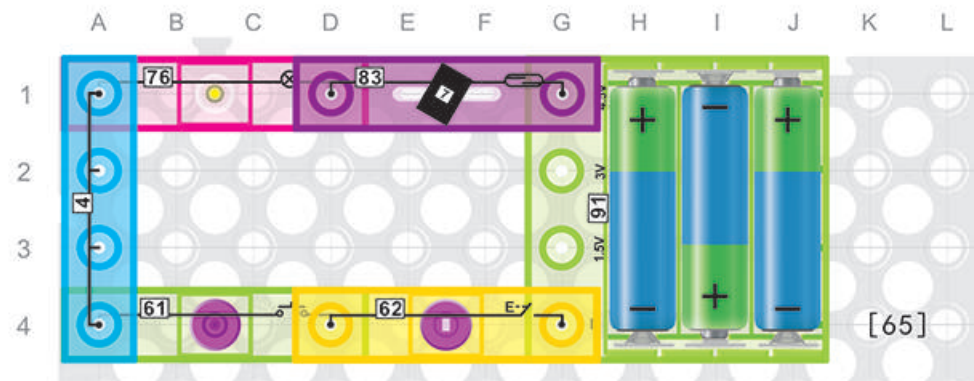 A B C D E F G H I J K L
1 76 83 7 4.5V + − +
2 3V
4 91
3 1.5V
− + −
4 61 62 E [65]